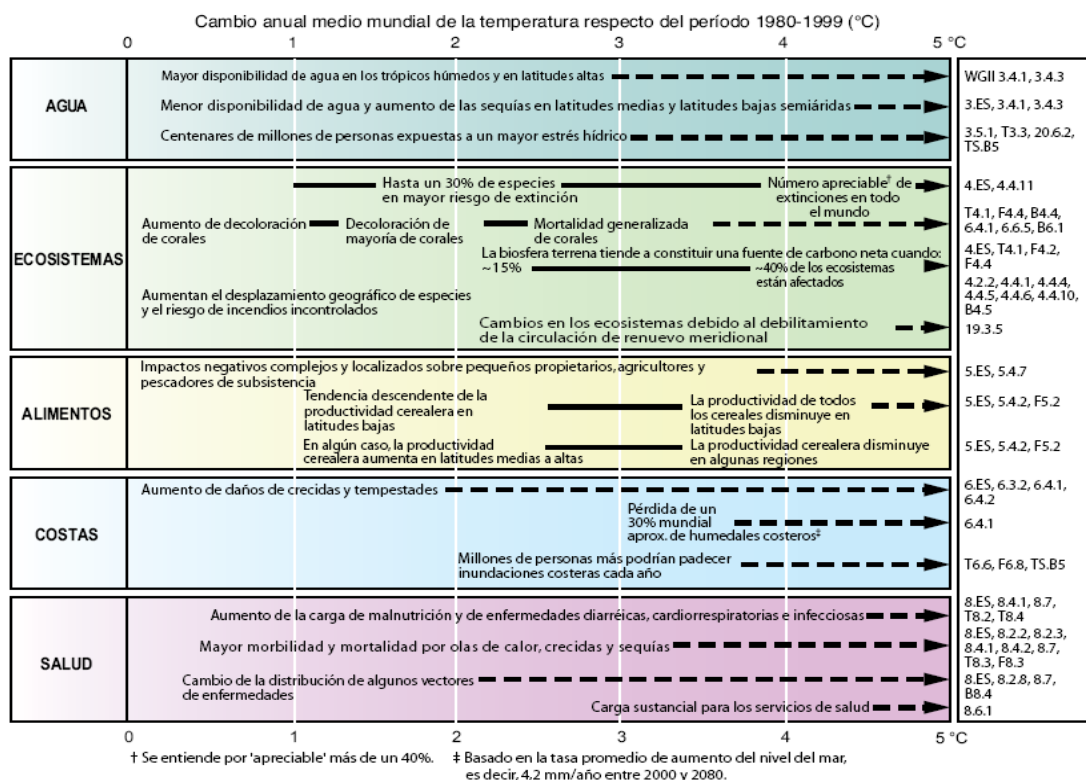 Cambio anual medio mundial de la temperatura respecto del período 1980-1999 (°C)
0 1 2 3 4 5 °C
AGUA
Mayor disponibilidad de agua en los trópicos húmedos y en latitudes altas
WGII 3.4.1, 3.4.3
Menor disponibilidad de agua y aumento de las sequías en latitudes medias y latitudes bajas semiáridas
3.ES, 3.4.1, 3.4.3
Centenares de millones de personas expuestas a un mayor estrés hídrico
3.5.1, T3.3, 20.6.2,
TS.B5
ECOSISTEMAS
Hasta un 30% de especies
en mayor riesgo de extinción
Número apreciable† de
extinciones en todo
el mundo
4.ES, 4.4.11
Aumento de decoloración
de corales
Decoloración de
mayoría de corales
Mortalidad generalizada
de corales
T4.1, F4.4, B4.4,
6.4.1, 6.6.5, B6.1
La biosfera terrena tiende a constituir una fuente de carbono neta cuando:
~15%
~40% de los ecosistemas
están afectados
4.ES, T4.1, F4.2,
F4.4
Aumentan el desplazamiento geográfico de especies
y el riesgo de incendios incontrolados
4.2.2, 4.4.1, 4.4.4,
4.4.5, 4.4.6, 4.4.10,
B4.5
Cambios en los ecosistemas debido al debilitamiento
de la circulación de renuevo meridional
19.3.5
ALIMENTOS
Impactos negativos complejos y localizados sobre pequeños propietarios, agricultores y
pescadores de subsistencia
5.ES, 5.4.7
Tendencia descendente de la
productividad cerealera en
latitudes bajas
La productividad de todos
los cereales disminuye en
latitudes bajas
5.ES, 5.4.2, F5.2
En algún caso, la productividad
cerealera aumenta en latitudes medias a altas
La productividad cerealera disminuye
en algunas regiones
5.ES, 5.4.2, F5.2
COSTAS
Aumento de daños de crecidas y tempestades
6.ES, 6.3.2, 6.4.1,
6.4.2
Pérdida de un
30% mundial
aprox. de humedales costeros‡
6.4.1
Millones de personas más podrían padecer
inundaciones costeras cada año
T6.6, F6.8, TS.B5
SALUD
Aumento de la carga de malnutrición y de enfermedades diarréicas, cardiorrespiratorias e infecciosas
8.ES, 8.4.1, 8.7,
T8.2, T8.4
Mayor morbilidad y mortalidad por olas de calor, crecidas y sequías
8.ES, 8.2.2, 8.2.3,
8.4.1, 8.4.2, 8.7,
T8.3, F8.3
Cambio de la distribución de algunos vectores
de enfermedades
8.ES, 8.2.8, 8.7,
B8.4
Carga sustancial para los servicios de salud
8.6.1
0 1 2 3 4 5 °C
† Se entiende por 'apreciable' más de un 40%.
‡ Basado en la tasa promedio de aumento del nivel del mar,
es decir, 4,2 mm/año entre 2000 y 2080.